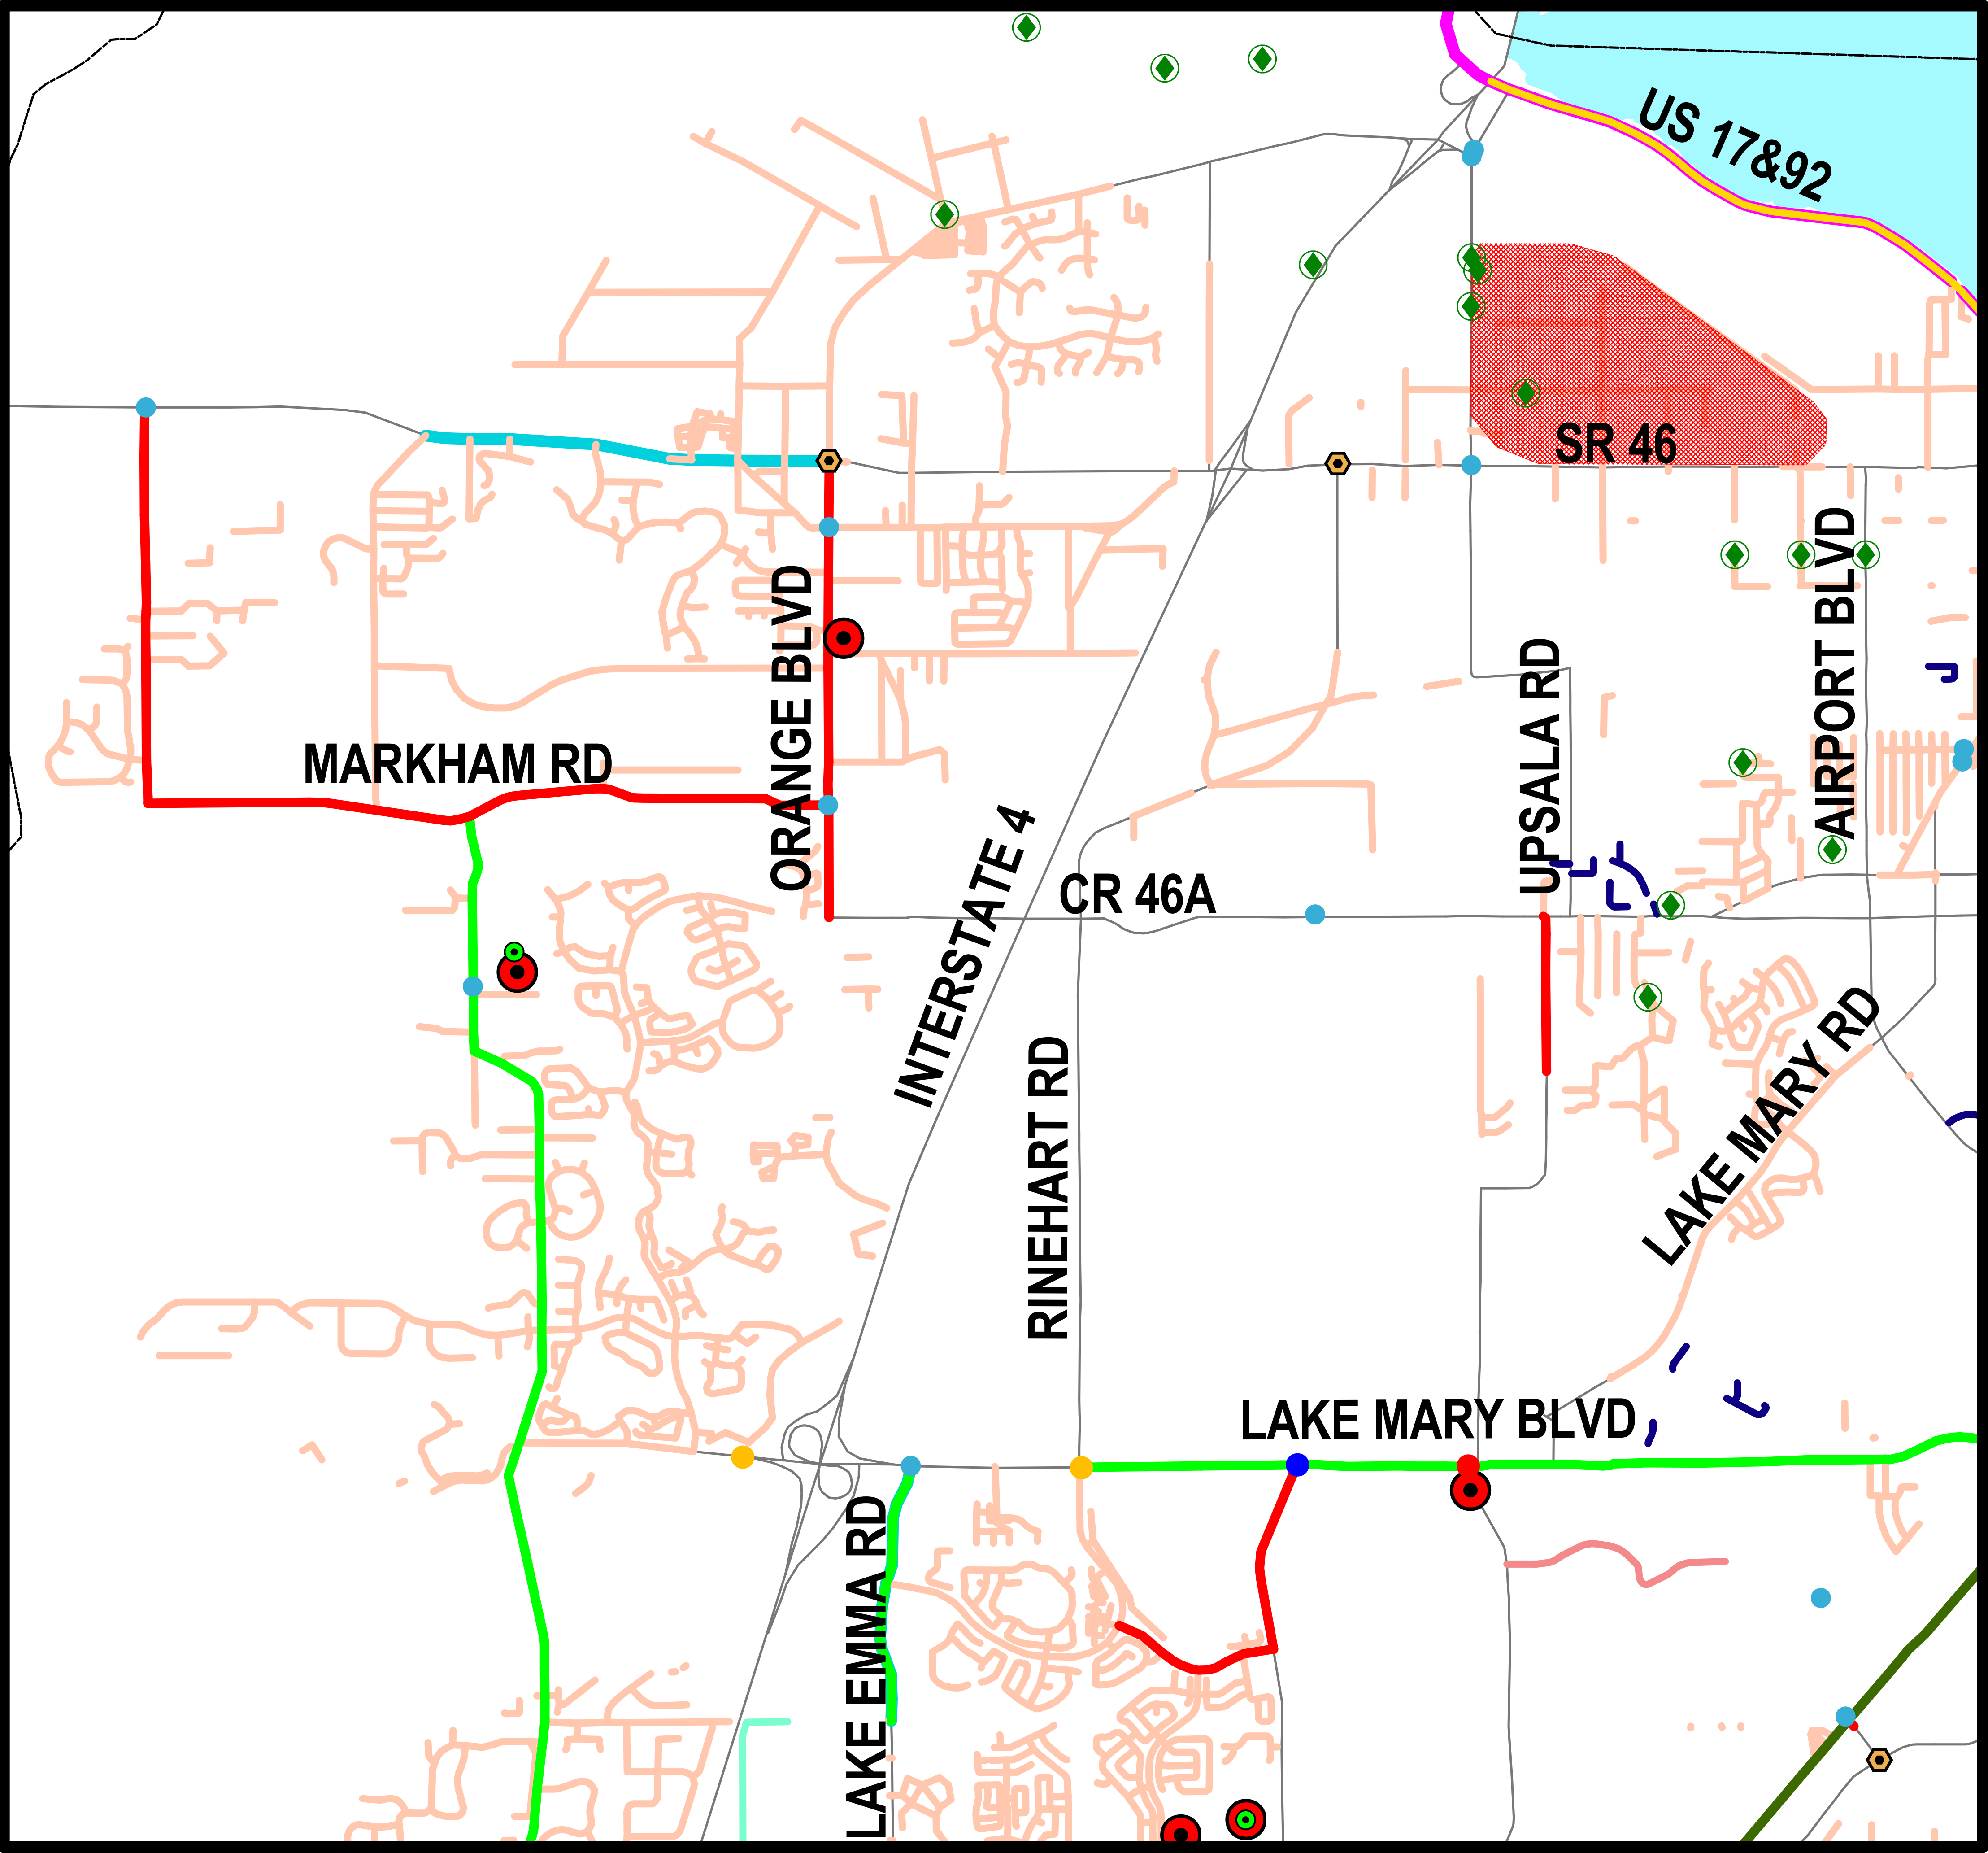 US 17&92
SR 46
ORANGE BLVD
AIRPORT BLVD
UPSALA RD
MARKHAM RD
INTERSTATE 4
CR 46A
RINEHART RD
LAKE MARY RD
LAKE MARY BLVD
LAKE EMMA RD